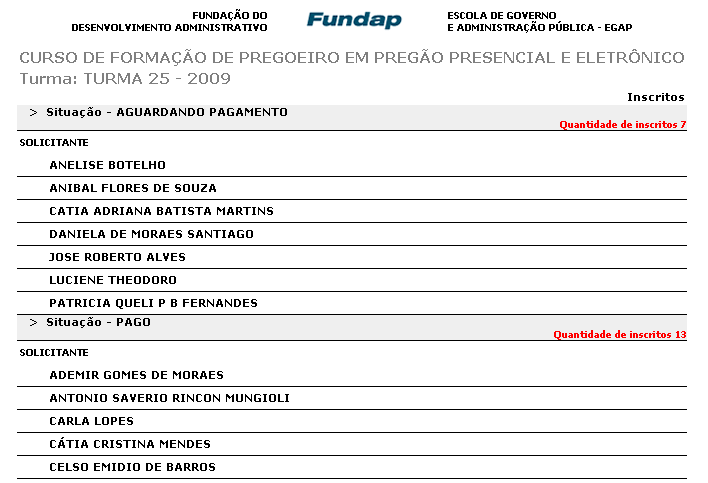 FUNDAÇÃO DO
DESENVOLVIMENTO ADMINISTRATIVO
Fundap
ESCOLA DE GOVERNO
E ADMINISTRAÇÃO PÚBLICA - EGAP
CURSO DE FORMAÇÃO DE PREGOEIRO EM PREGÃO PRESENCIAL E ELETRÔNICO
Turma: TURMA 25 - 2009
Inscritos
> Situação - AGUARDANDO PAGAMENTO
Quantidade de inscritos 7
SOLICITANTE
ANELISE BOTELHO
ANIBAL FLORES DE SOUZA
CATIA ADRIANA BATISTA MARTINS
DANIELA DE MORAES SANTIAGO
JOSE ROBERTO ALVES
LUCIENE THEODORO
PATRICIA QUELI P B FERNANDES
> Situação - PAGO
Quantidade de inscritos 13
SOLICITANTE
ADEMIR GOMES DE MORAES
ANTONIO SAVERIO RINCON MUNGIOLI
CARLA LOPES
CÁTIA CRISTINA MENDES
CELSO EMIDIO DE BARROS